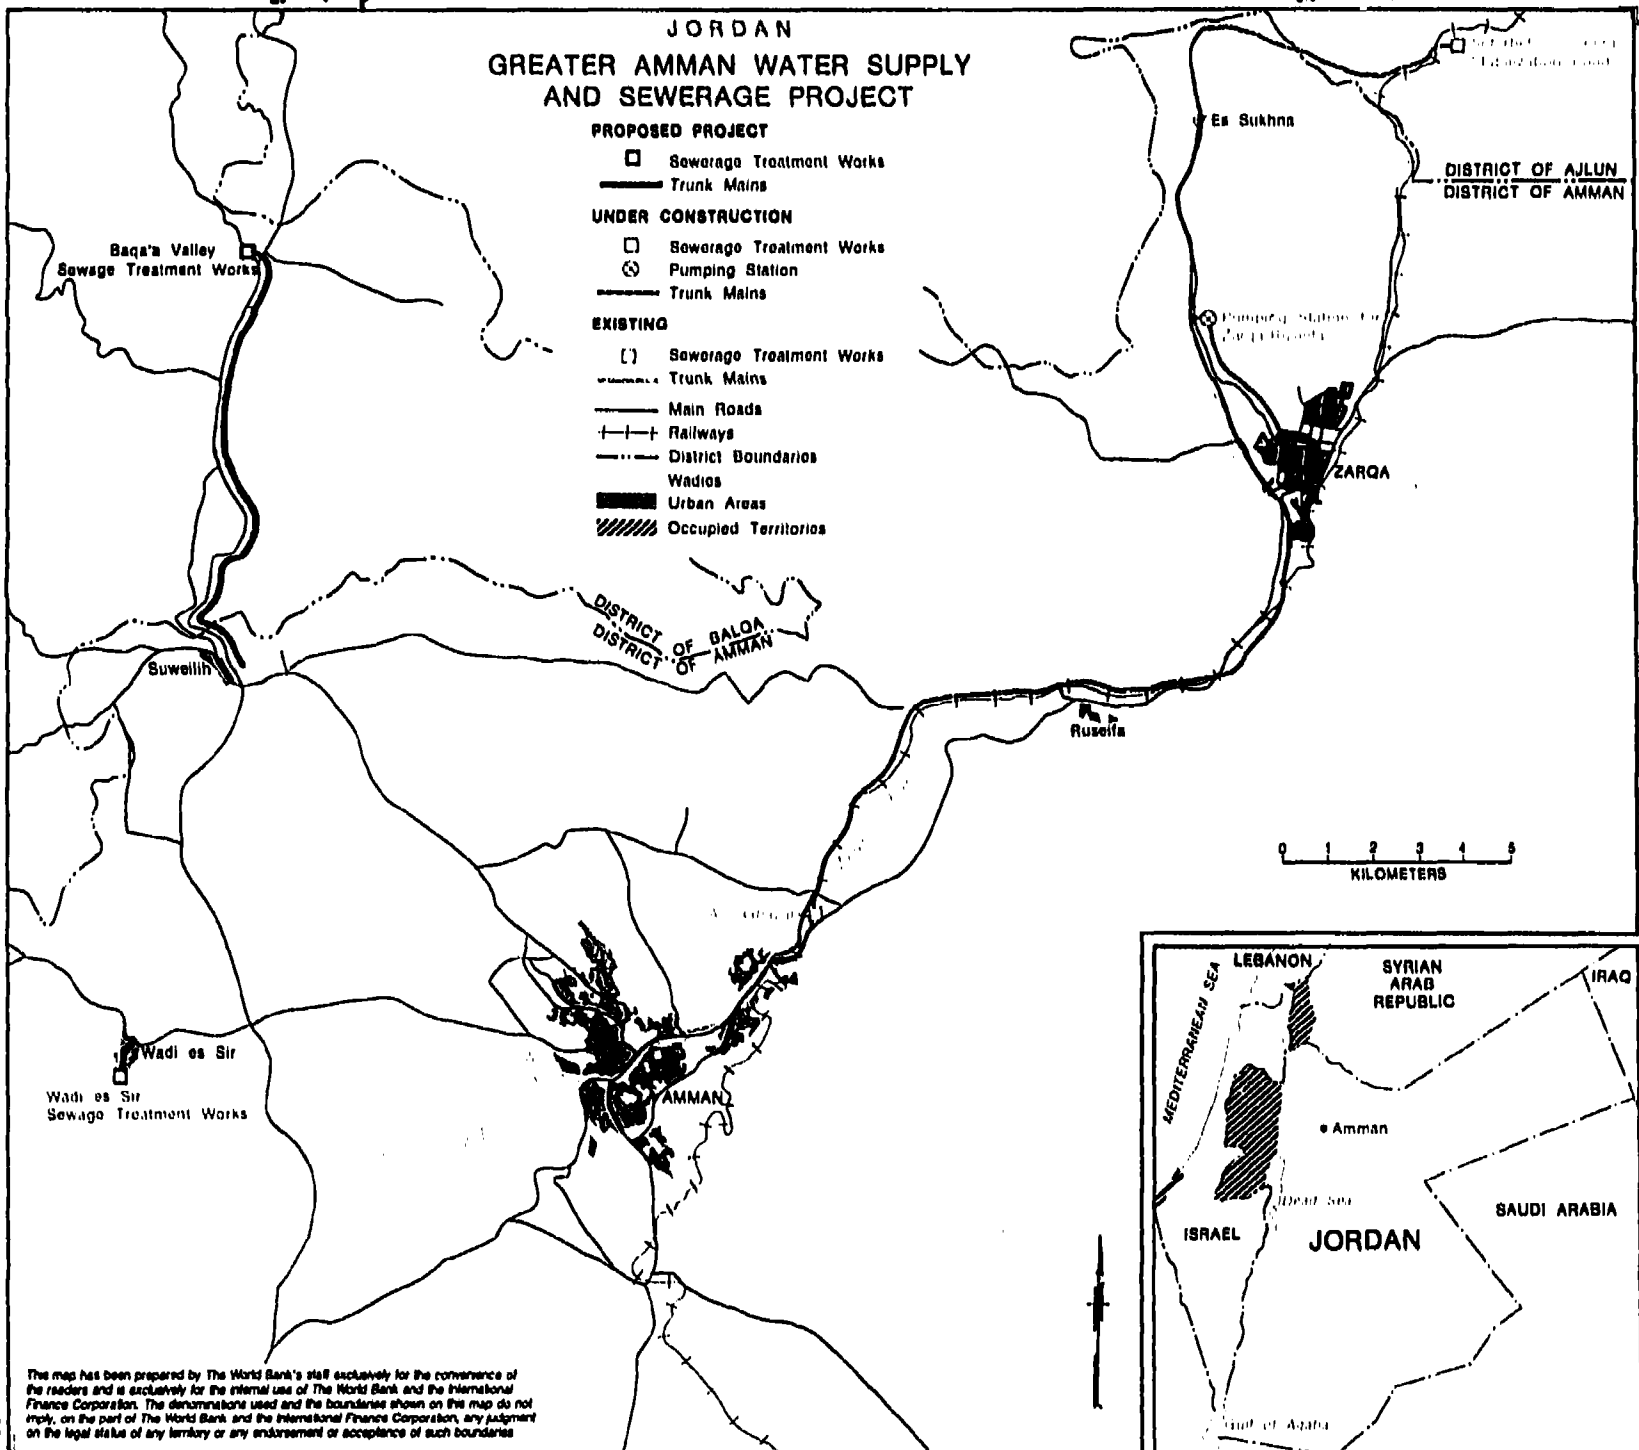 JORDAN
GREATER AMMAN WATER SUPPLY
AND SEWERAGE PROJECT
PROPOSED PROJECT
Sewerage Treatment Works
Trunk Mains
UNDER CONSTRUCTION
Sewerage Treatment Works
Pumping Station
Trunk Mains
EXISTING
Sewerage Treatment Works
Trunk Mains
Main Roads
Railways
District Boundaries
Wadies
Urban Areas
Occupied Territories
Es Sukhna
DISTRICT OF AJLUN
DISTRICT OF AMMAN
Baqa'a Valley
Sewage Treatment Works
Pumping Station for
ZARQA
DISTRICT OF BALQA
DISTRICT OF AMMAN
Suweilih
Ruseifa
0 1 2 3 4 5
KILOMETERS
Wadi es Sir
Wadi es Sir
Sewage Treatment Works
AMMAN
LEBANON
SYRIAN
ARAB
REPUBLIC
IRAQ
MEDITERRANEAN SEA
Amman
Dead Sea
ISRAEL
JORDAN
SAUDI ARABIA
Gulf of Aqaba
This map has been prepared by The World Bank's staff exclusively for the convenience of
the readers and is exclusively for the internal use of The World Bank and the International
Finance Corporation. The denominations used and the boundaries shown on this map do not
imply, on the part of The World Bank and the International Finance Corporation, any judgment
on the legal status of any territory or any endorsement or acceptance of such boundaries